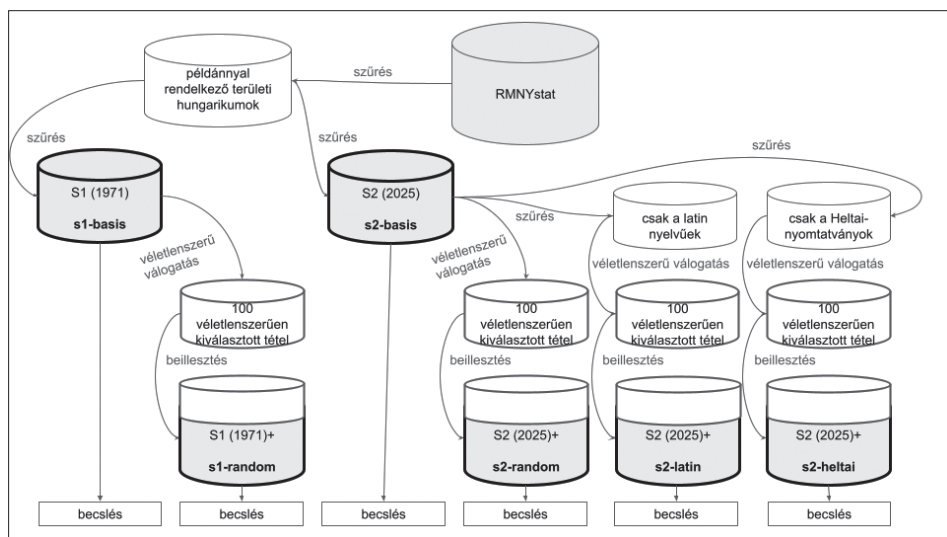 példánnyal
rendelkező területi
hungarikumok
szűrés
RMNYstat
szűrés
szűrés
szűrés
S1 (1971)
s1-basis
S2 (2025)
s2-basis
szűrés
csak a latin
nyelvűek
csak a Heltai-
nyomtatványok
véletlenszerű
válogatás
véletlenszerű
válogatás
véletlenszerű válogatás
véletlenszerű válogatás
100
véletlenszerűen
kiválasztott tétel
100
véletlenszerűen
kiválasztott tétel
100
véletlenszerűen
kiválasztott tétel
100
véletlenszerűen
kiválasztott tétel
beillesztés
beillesztés
beillesztés
beillesztés
S1 (1971)+
s1-random
S2 (2025)+
s2-random
S2 (2025)+
s2-latin
S2 (2025)+
s2-heltai
becslés
becslés
becslés
becslés
becslés
becslés